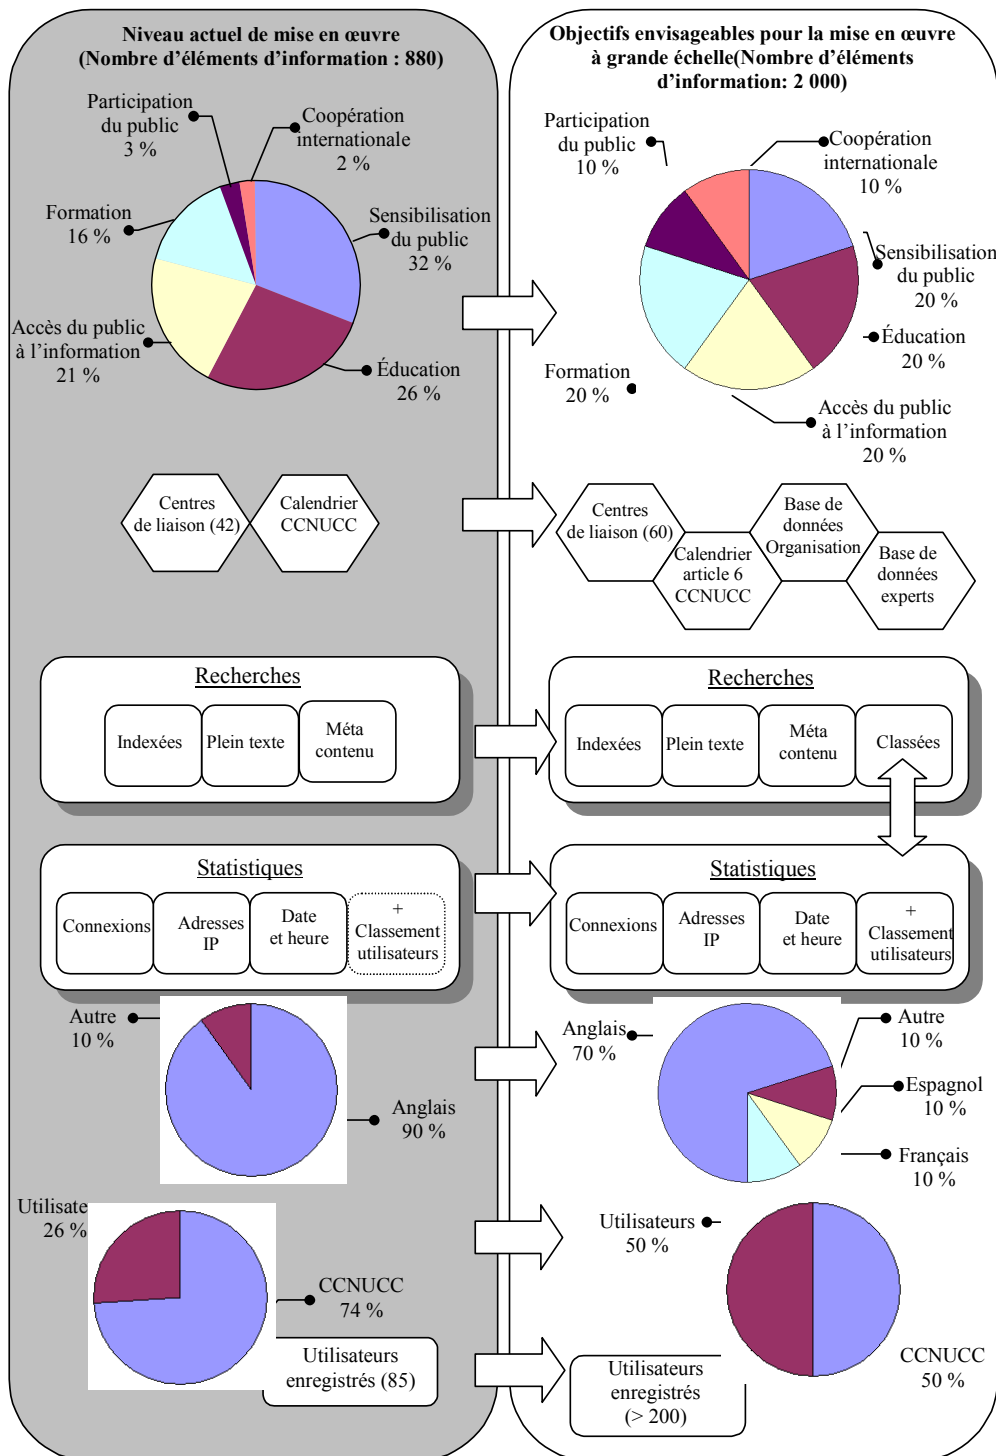 Niveau actuel de mise en œuvre
(Nombre d'éléments d'information : 880)
Participation
du public
3 %
Coopération
internationale
2 %
Formation
16 %
Sensibilisation
du public
32 %
Accès du public
à l'information
21 %
Éducation
26 %
Centres
de liaison (42)
Calendrier
CCNUCC
Recherches
Indexées
Plein texte
Méta
contenu
Statistiques
Connexions
Adresses
IP
Date
et heure
+
Classement
utilisateurs
Autre
10 %
Anglais
90 %
Utilisate
26 %
CCNUCC
74 %
Utilisateurs
enregistrés (85)
Objectifs envisageables pour la mise en œuvre
à grande échelle(Nombre d'éléments
d'information: 2 000)
Participation
du public
10 %
Coopération
internationale
10 %
Sensibilisation
du public
20 %
Éducation
20 %
Formation
20 %
Accès du public
à l'information
20 %
Centres
de liaison (60)
Calendrier
article 6
CCNUCC
Base de
données
Organisation
Base de
données
experts
Recherches
Indexées
Plein texte
Méta
contenu
Classées
Statistiques
Connexions
Adresses
IP
Date
et heure
+
Classement
utilisateurs
Anglais
70 %
Autre
10 %
Espagnol
10 %
Français
10 %
Utilisateurs
50 %
CCNUCC
50 %
Utilisateurs
enregistrés
(> 200)